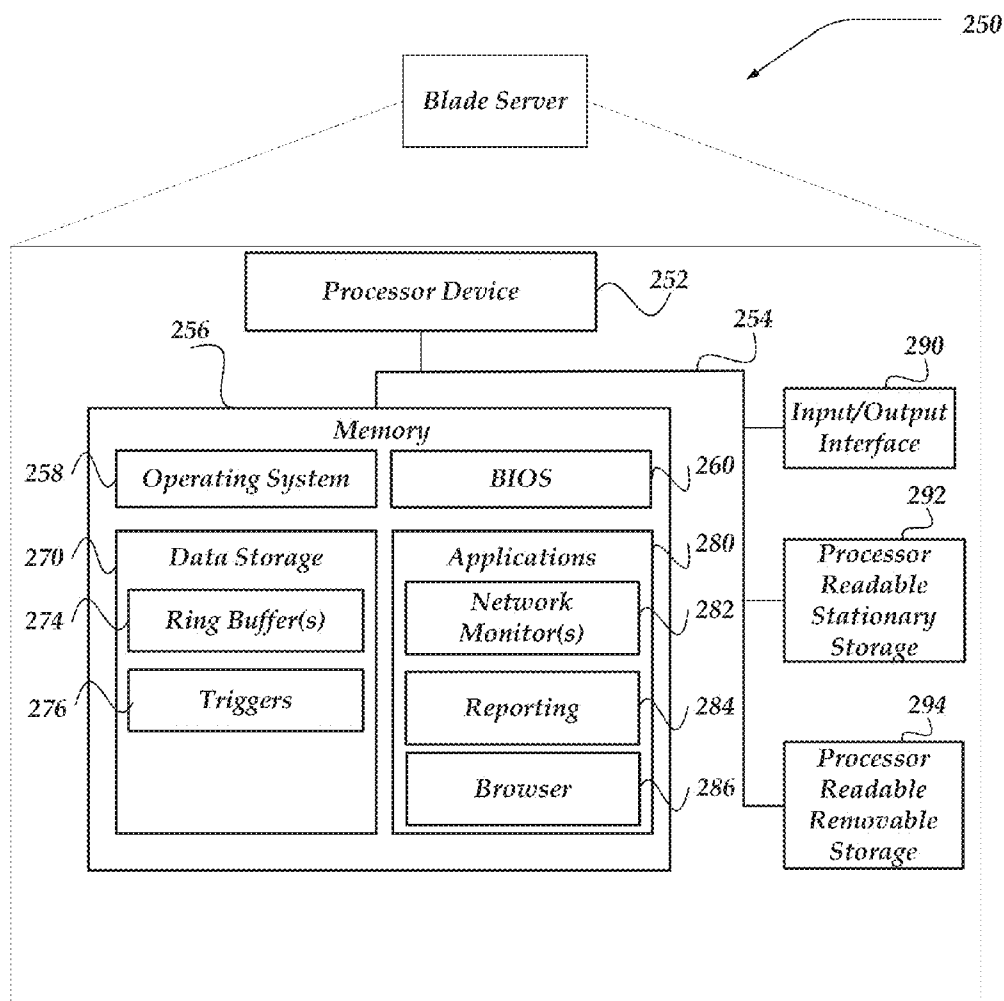 250
Blade Server
Processor Device
252
256
254
290
Memory
Input/Output
Interface
258
Operating System
BIOS
260
292
270
Data Storage
Applications
280
Processor
Readable
Stationary
Storage
274
Ring Buffer(s)
Network
Monitor(s)
282
276
Triggers
Reporting
284
294
Browser
286
Processor
Readable
Removable
Storage